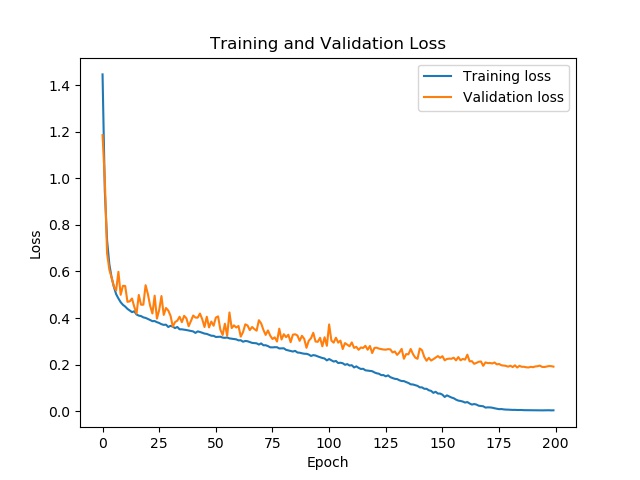 Training and Validation Loss
Training loss
Validation loss
1.4
1.2
1.0
0.8
0.6
0.4
0.2
0.0
Loss
0 25 50 75 100 125 150 175 200
Epoch